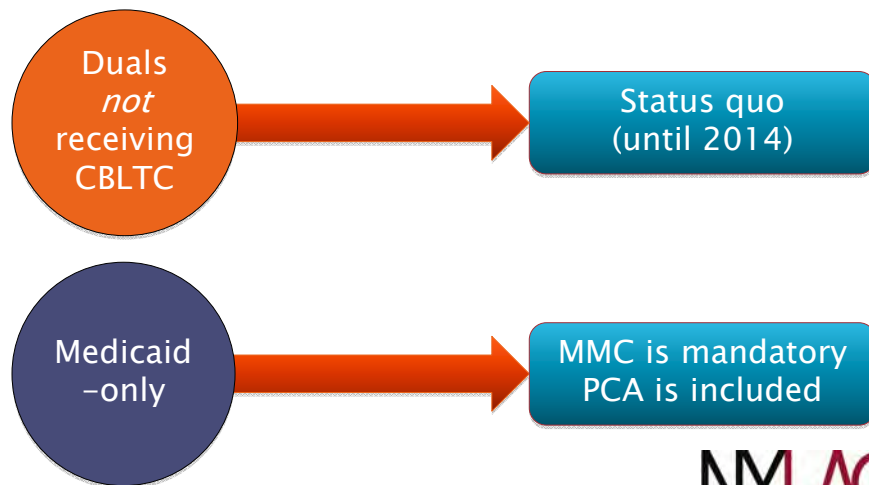 Duals
not
receiving
CBLTC
Status quo
(until 2014)
Medicaid
–only
MMC is mandatory
PCA is included